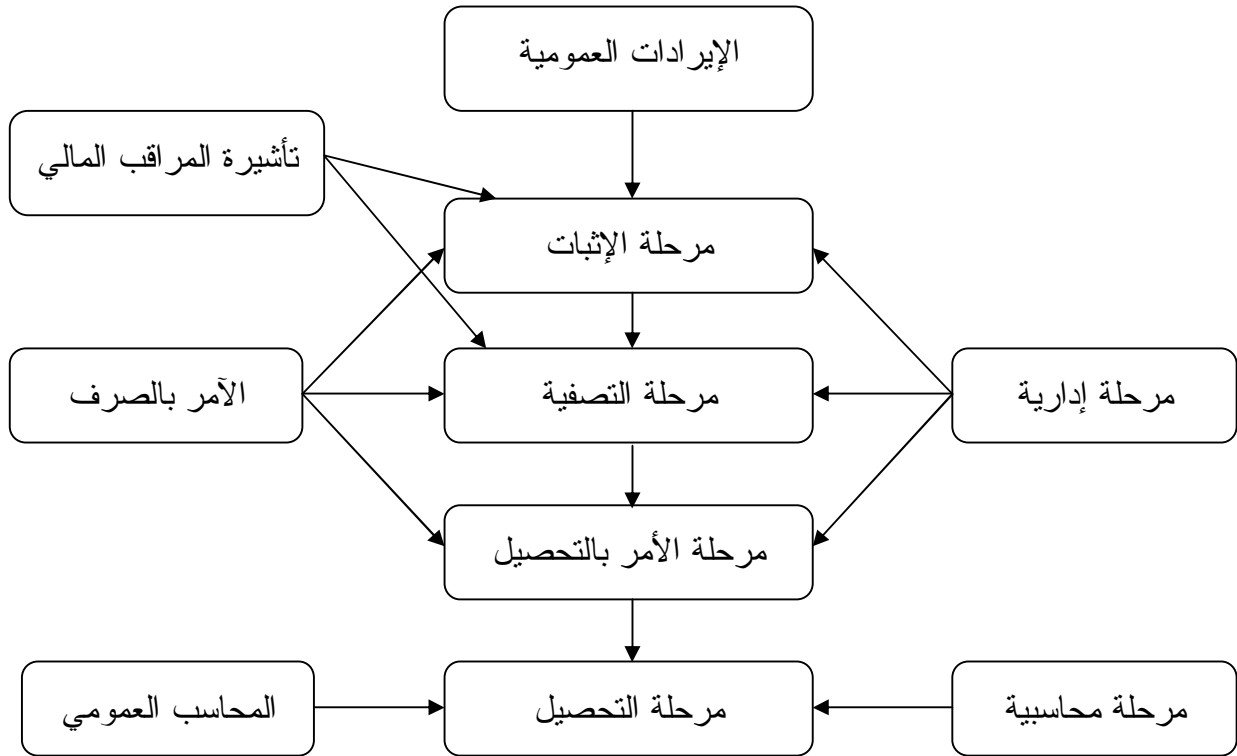 الإيرادات العمومية
تأشيرة المراقب المالي
مرحلة الإثبات
مرحلة إدارية
مرحلة التصفية
الآمر بالصرف
مرحلة الأمر بالتحصيل
مرحلة محاسبية
مرحلة التحصيل
المحاسب العمومي